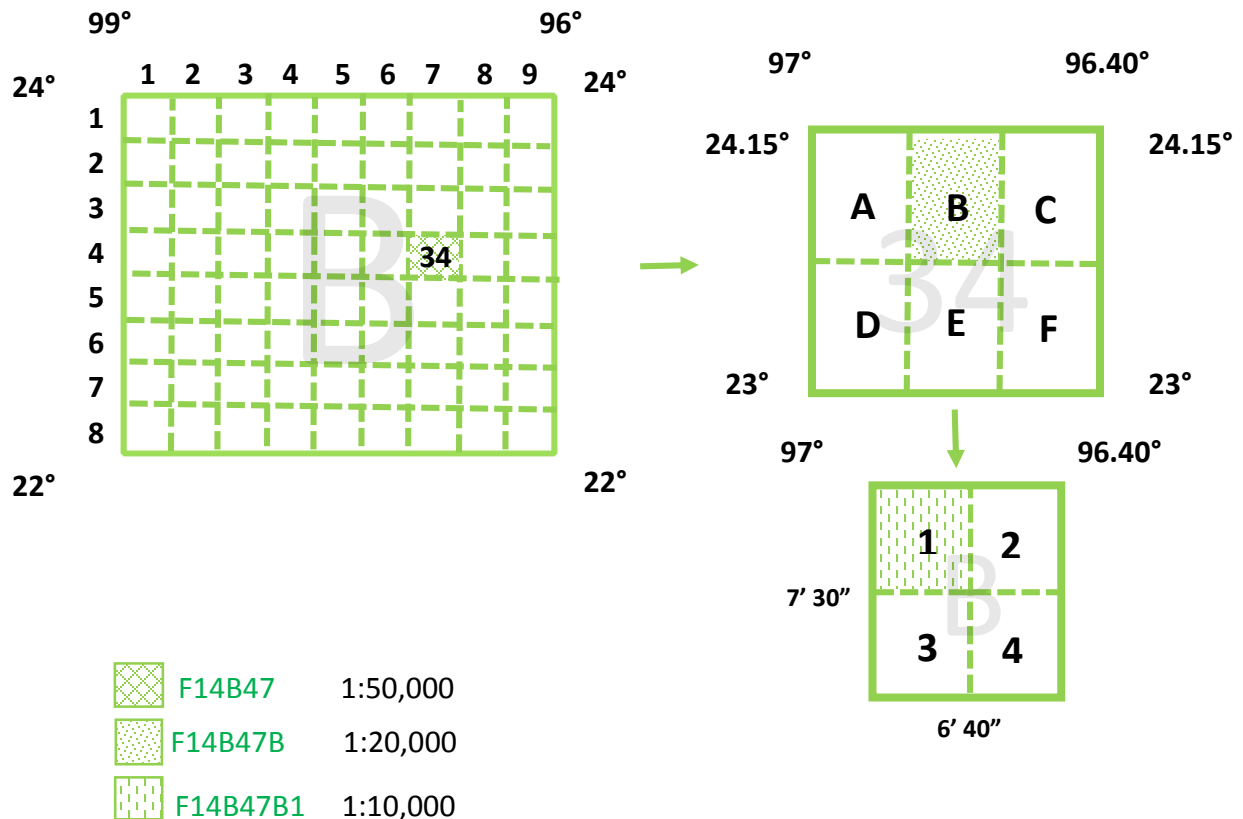 99° 96°
24° 1 2 3 4 5 6 7 8 9 24°
1
2
3
4
5
6
7
8
B
34
22° 22°
97° 96.40°
24.15° 24.15°
A B C
34
D E F
23° 23°
97° 96.40°
1 2
B
7’ 30”
3 4
6’ 40”
F14B47 1:50,000
F14B47B 1:20,000
F14B47B1 1:10,000